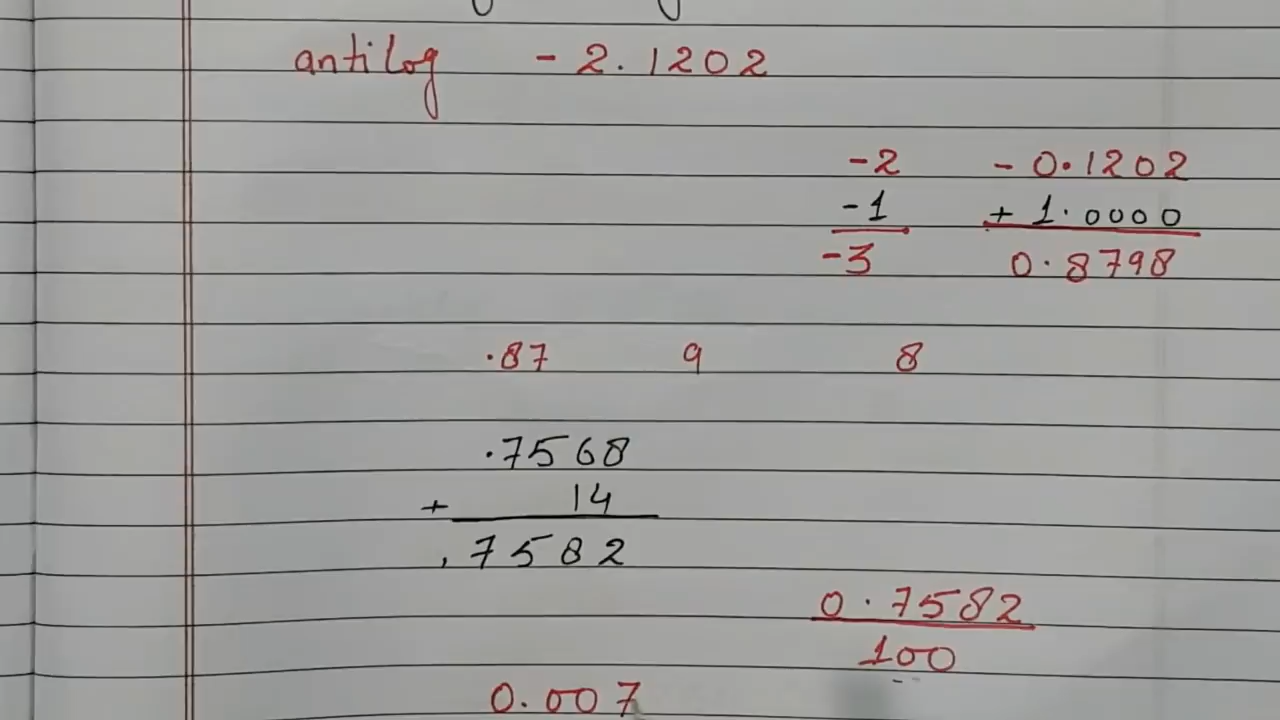 antilog - 2.1202
-2 - 0.1202
-1 + 1.0000
-3 0.8798
.87 9 8
.7568
+ 14
.7582
0.7582
100
0.007